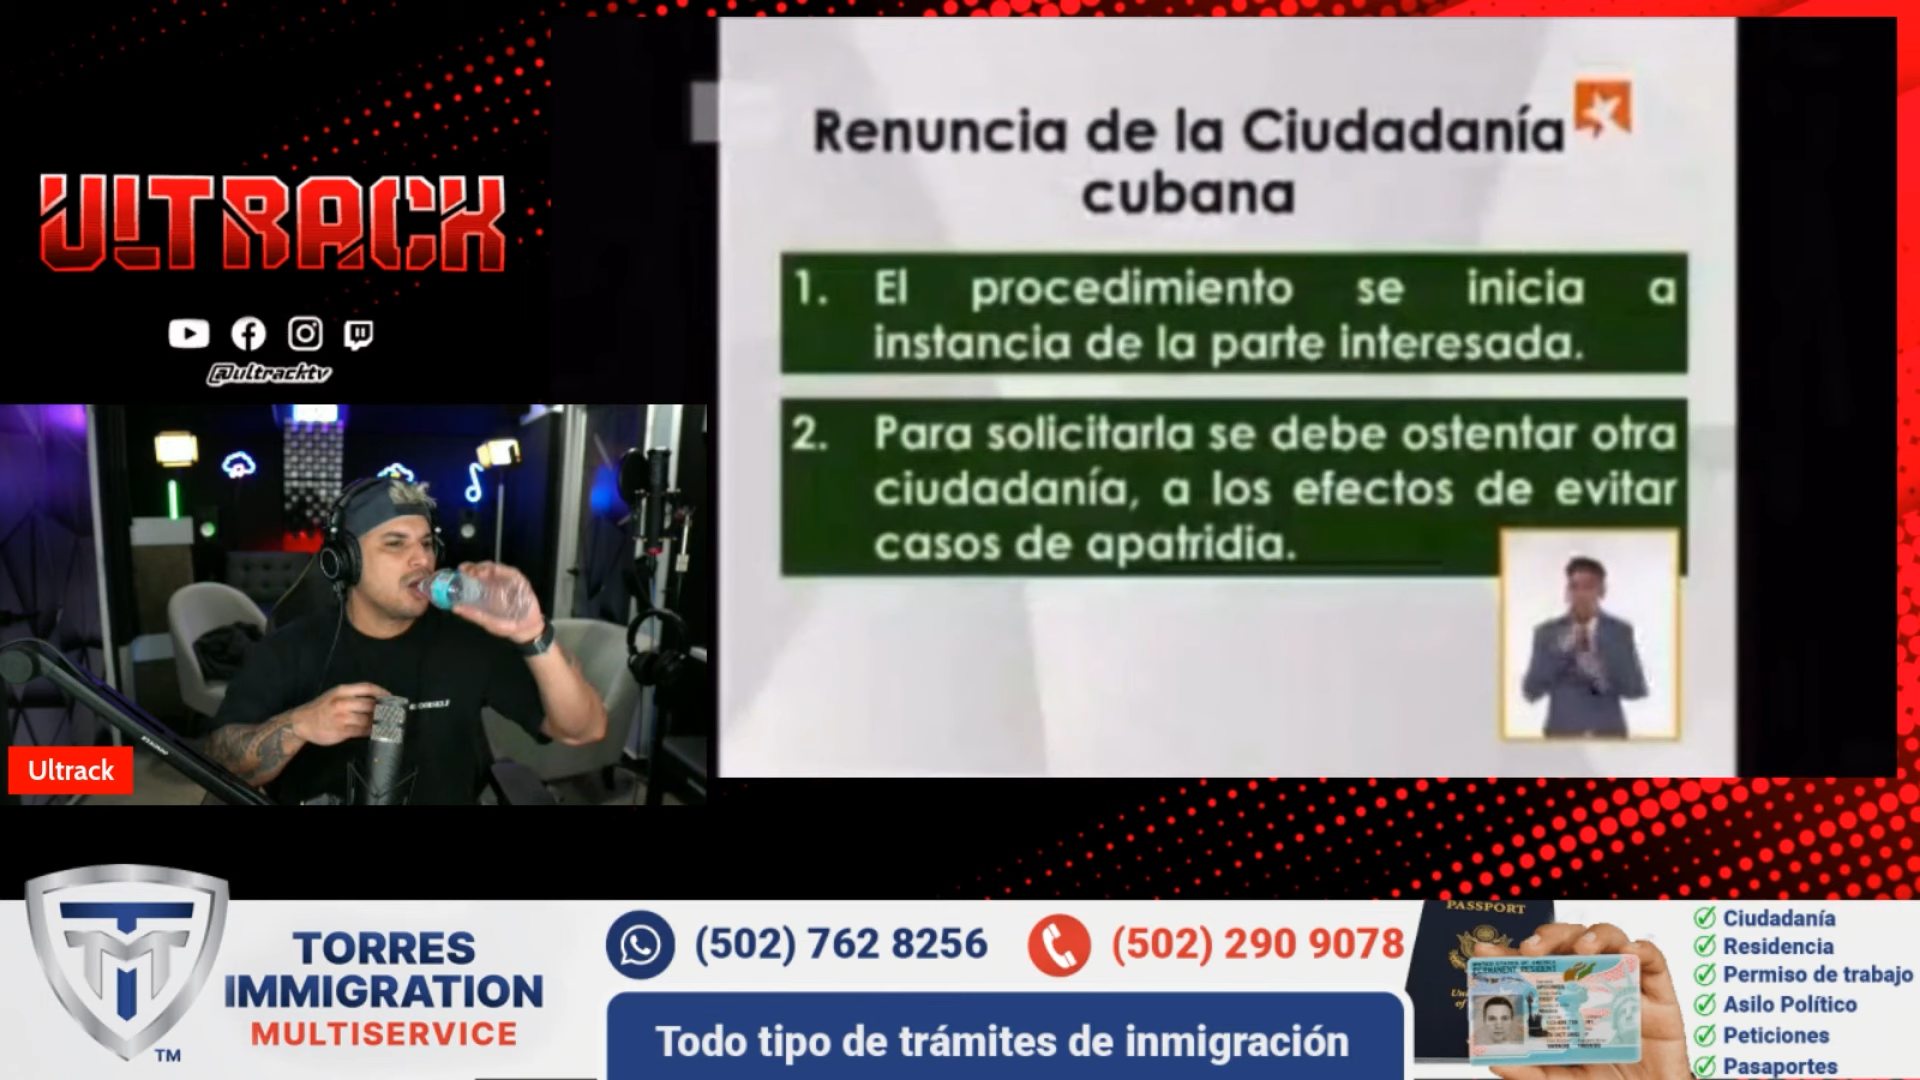 ULTRACK
@ultracktv
Renuncia de la Ciudadanía
cubana
1. El procedimiento se inicia a
instancia de la parte interesada.
2. Para solicitarla se debe ostentar otra
ciudadanía, a los efectos de evitar
casos de apatridia.
Ultrack
TM
TORRES
IMMIGRATION
MULTISERVICE
(502) 762 8256
(502) 290 9078
Todo tipo de trámites de inmigración
PASSPORT
PERMANENT RESIDENT
Ciudadanía
Residencia
Permiso de trabajo
Asilo Político
Peticiones
Pasaportes